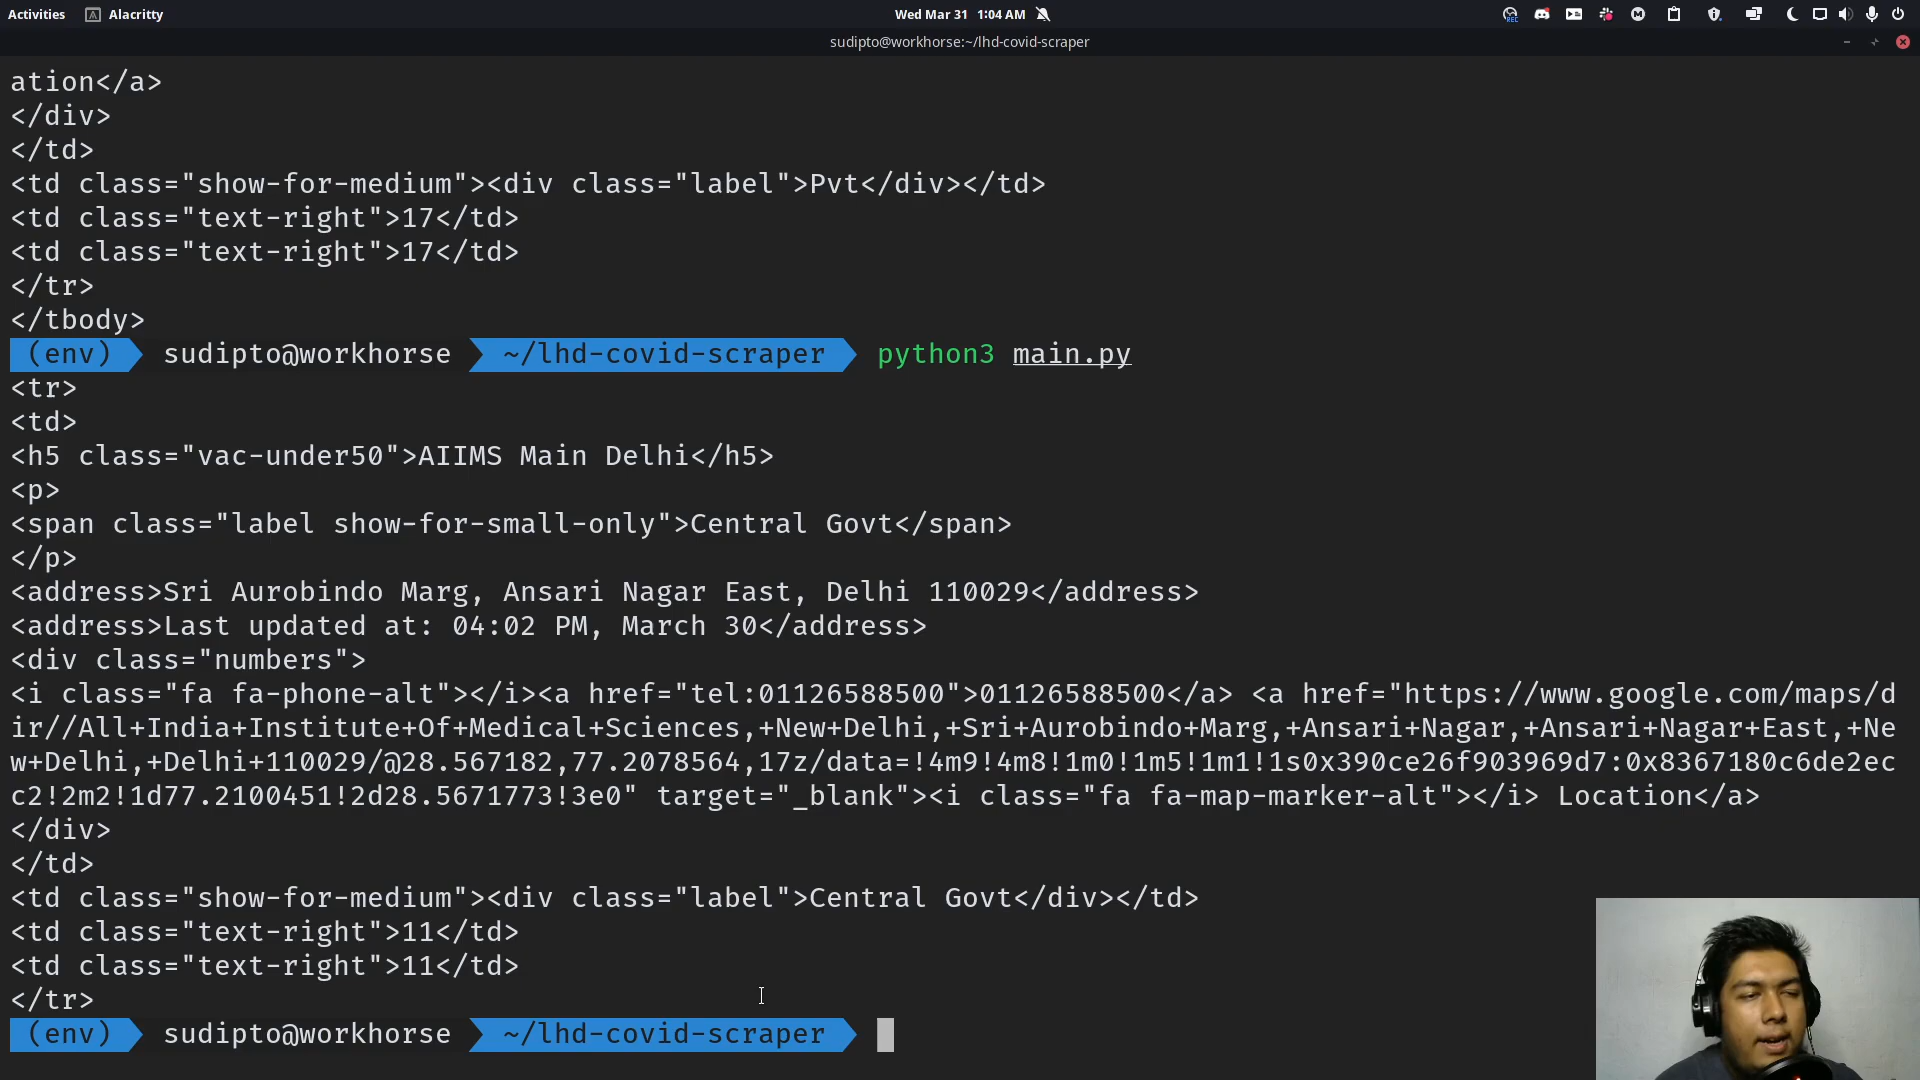 Activities Alacritty Wed Mar 31 1:04 AM
sudipto@workhorse:~/lhd-covid-scraper
ation</a>
</div>
</td>
<td class="show-for-medium"><div class="label">Pvt</div></td>
<td class="text-right">17</td>
<td class="text-right">17</td>
</tr>
</tbody>
(env) sudipto@workhorse ~/lhd-covid-scraper python3 main.py
<tr>
<td>
<h5 class="vac-under50">AIIMS Main Delhi</h5>
<p>
<span class="label show-for-small-only">Central Govt</span>
</p>
<address>Sri Aurobindo Marg, Ansari Nagar East, Delhi 110029</address>
<address>Last updated at: 04:02 PM, March 30</address>
<div class="numbers">
<i class="fa fa-phone-alt"></i><a href="tel:01126588500">01126588500</a> <a href="https://www.google.com/maps/d
ir//All+India+Institute+Of+Medical+Sciences,+New+Delhi,+Sri+Aurobindo+Marg,+Ansari+Nagar,+Ansari+Nagar+East,+Ne
w+Delhi,+Delhi+110029/@28.567182,77.2078564,17z/data=!4m9!4m8!1m0!1m5!1m1!1s0x390ce26f903969d7:0x8367180c6de2ec
c2!2m2!1d77.2100451!2d28.5671773!3e0" target="_blank"><i class="fa fa-map-marker-alt"></i> Location</a>
</div>
</td>
<td class="show-for-medium"><div class="label">Central Govt</div></td>
<td class="text-right">11</td>
<td class="text-right">11</td>
</tr>
(env) sudipto@workhorse ~/lhd-covid-scraper